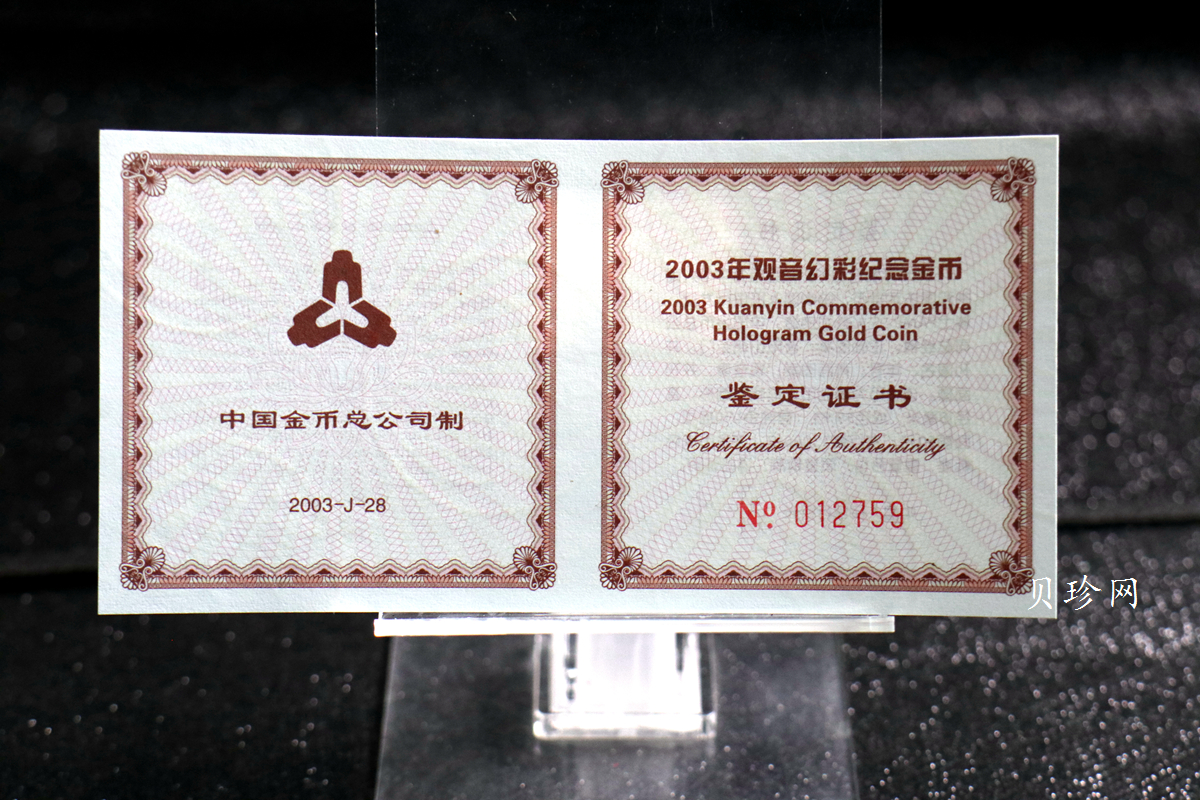 中国金币总公司制
2003-J-28
2003年观音幻彩纪念金币
2003 Kuanyin Commemorative
Hologram Gold Coin
鉴定证书
Certificate of Authenticity
Nº 012759
贝珍网